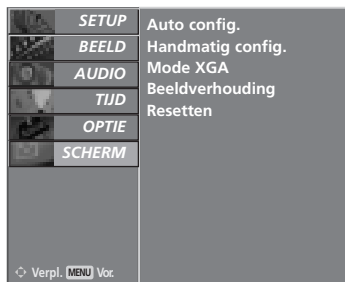 SETUP
BEELD
AUDIO
TIJD
OPTIE
SCHERM
Auto config.
Handmatig config.
Mode XGA
Beeldverhouding
Resetten
Verpl. MENU Vor.